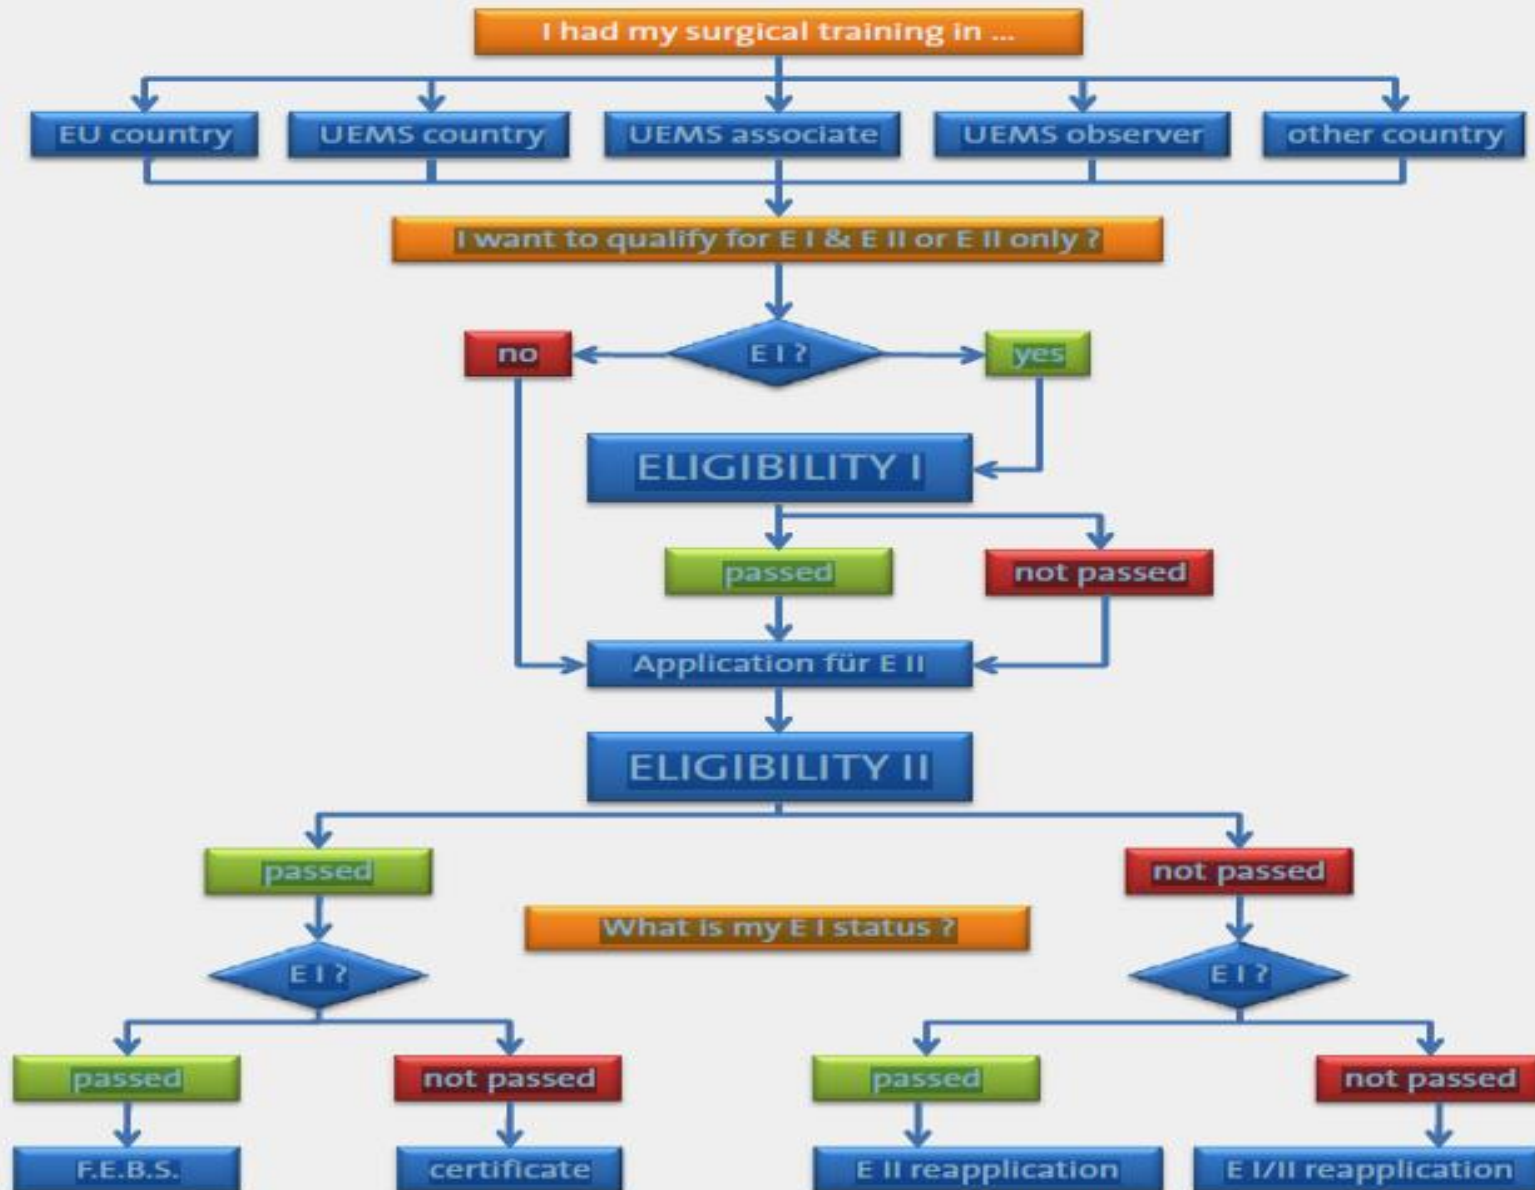 I had my surgical training in ...
EU country
UEMS country
UEMS associate
UEMS observer
other country
I want to qualify for E I & E II or E II only ?
no
E I ?
yes
ELIGIBILITY I
passed
not passed
Application für E II
ELIGIBILITY II
passed
not passed
What is my E I status ?
E I ?
E I ?
passed
not passed
passed
not passed
F.E.B.S.
certificate
E II reapplication
E I/II reapplication